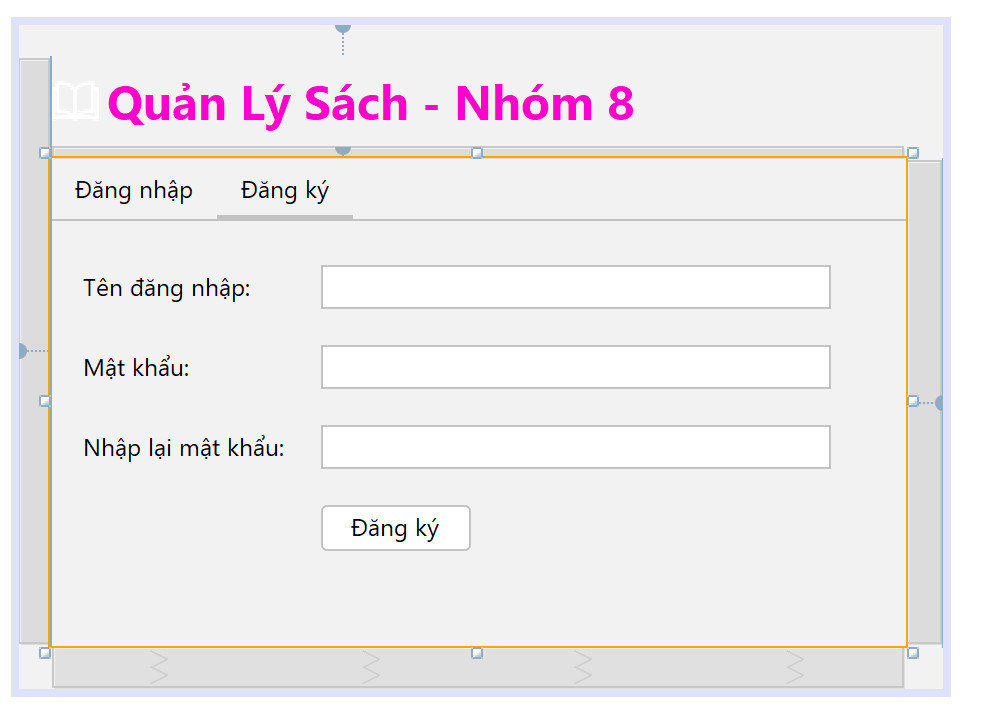 Quản Lý Sách - Nhóm 8
Đăng nhập Đăng ký
Tên đăng nhập:
Mật khẩu:
Nhập lại mật khẩu:
Đăng ký